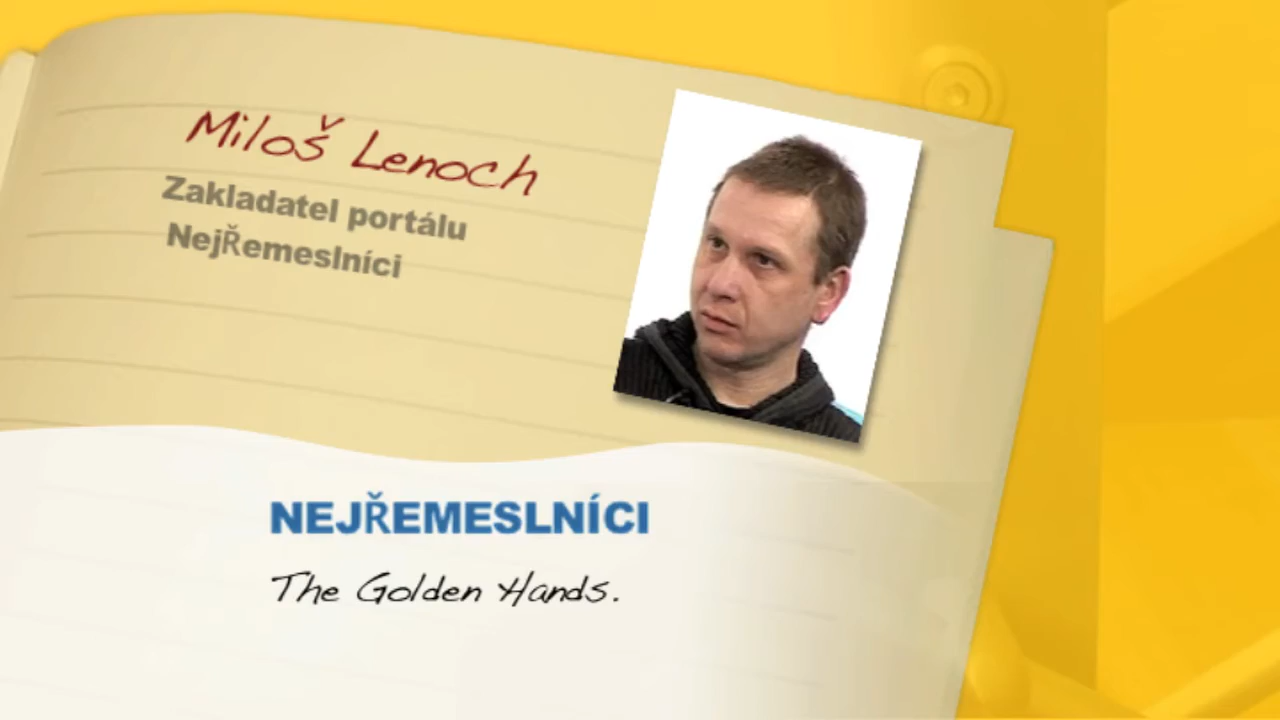 Miloš Lenoch
Zakladatel portálu
NejŘemeslníci
NEJŘEMESLNÍCI
The Golden Hands.